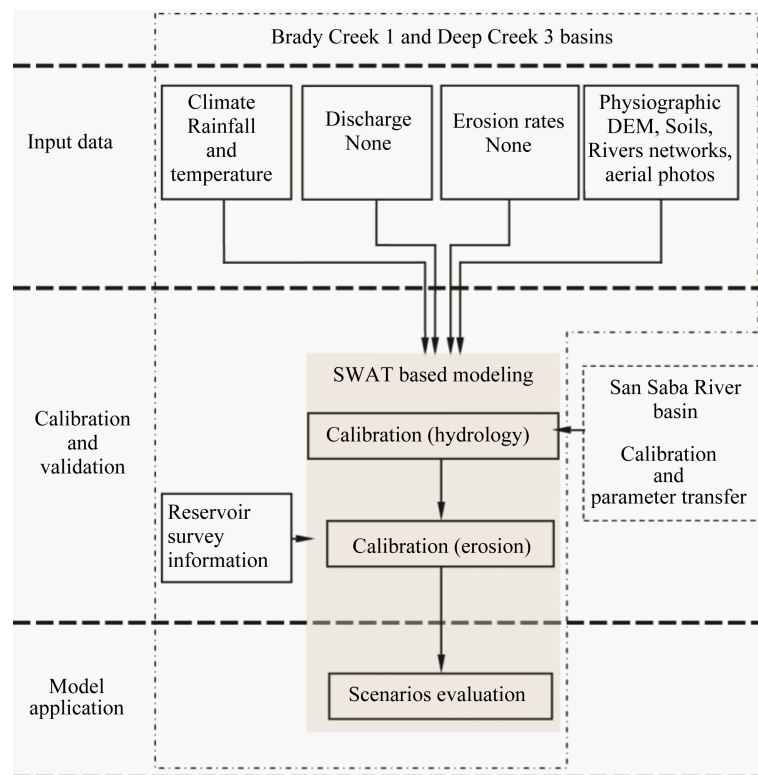 Brady Creek 1 and Deep Creek 3 basins
Input data
Climate
Rainfall
and
temperature
Discharge
None
Erosion rates
None
Physiographic
DEM, Soils,
Rivers networks,
aerial photos
Calibration
and
validation
SWAT based modeling
Calibration (hydrology)
San Saba River
basin
Calibration
and
parameter transfer
Reservoir
survey
information
Calibration (erosion)
Model
application
Scenarios evaluation